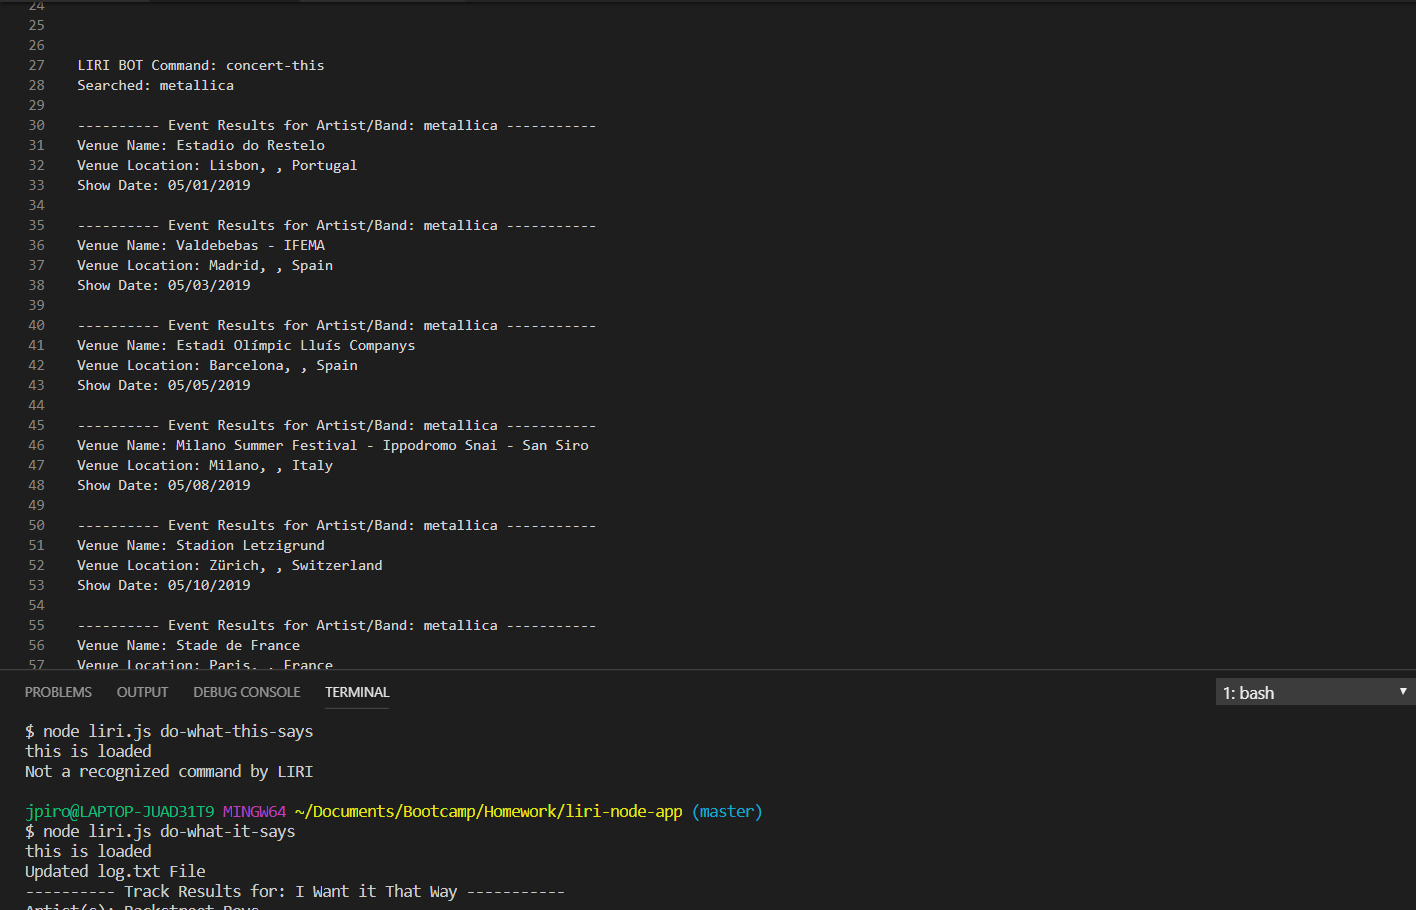 24
25
26
27 LIRI BOT Command: concert-this
28 Searched: metallica
29
30 ---------- Event Results for Artist/Band: metallica -----------
31 Venue Name: Estadio do Restelo
32 Venue Location: Lisbon, , Portugal
33 Show Date: 05/01/2019
34
35 ---------- Event Results for Artist/Band: metallica -----------
36 Venue Name: Valdebebas - IFEMA
37 Venue Location: Madrid, , Spain
38 Show Date: 05/03/2019
39
40 ---------- Event Results for Artist/Band: metallica -----------
41 Venue Name: Estadi Olímpic Lluís Companys
42 Venue Location: Barcelona, , Spain
43 Show Date: 05/05/2019
44
45 ---------- Event Results for Artist/Band: metallica -----------
46 Venue Name: Milano Summer Festival - Ippodromo Snai - San Siro
47 Venue Location: Milano, , Italy
48 Show Date: 05/08/2019
49
50 ---------- Event Results for Artist/Band: metallica -----------
51 Venue Name: Stadion Letzigrund
52 Venue Location: Zürich, , Switzerland
53 Show Date: 05/10/2019
54
55 ---------- Event Results for Artist/Band: metallica -----------
56 Venue Name: Stade de France
57 Venue Location: Paris, , France
PROBLEMS OUTPUT DEBUG CONSOLE TERMINAL 1: bash
$ node liri.js do-what-this-says
this is loaded
Not a recognized command by LIRI
jpiro@LAPTOP-JUAD31T9 MINGW64 ~/Documents/Bootcamp/Homework/liri-node-app (master)
$ node liri.js do-what-it-says
this is loaded
Updated log.txt File
---------- Track Results for: I Want it That Way -----------
Artist(s): Backstreet Boys